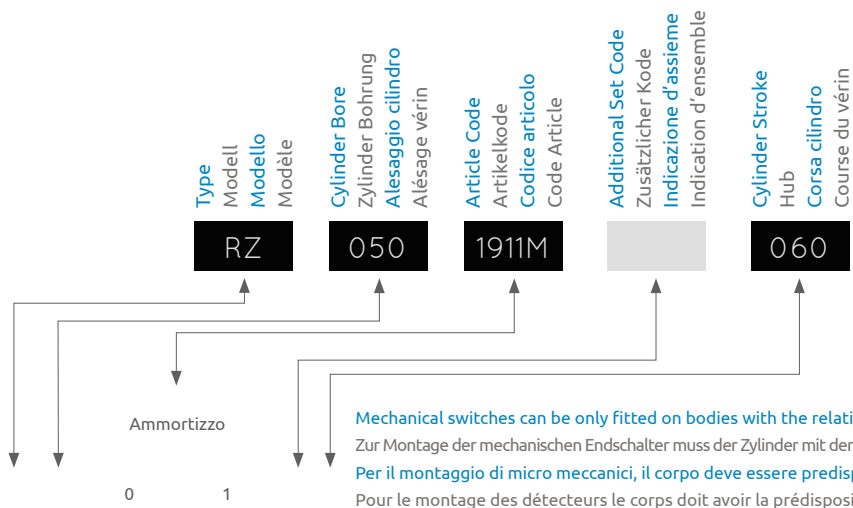 Type
Modell
Modello
Modèle
Cylinder Bore
Zylinder Bohrung
Alesaggio cilindro
Alésage vérin
Article Code
Artikelkode
Codice articolo
Code Article
Additional Set Code
Zusätzlicher Kode
Indicazione d'assieme
Indication d'ensemble
Cylinder Stroke
Hub
Corsa cilindro
Course du vérin
RZ
050
1911M
060
Ammortizzo
0
1
Mechanical switches can be only fitted on bodies with the relati
Zur Montage der mechanischen Endschalter muss der Zylinder mit der
Per il montaggio di micro meccanici, il corpo deve essere predisp
Pour le montage des détecteurs le corps doit avoir la prédisposi